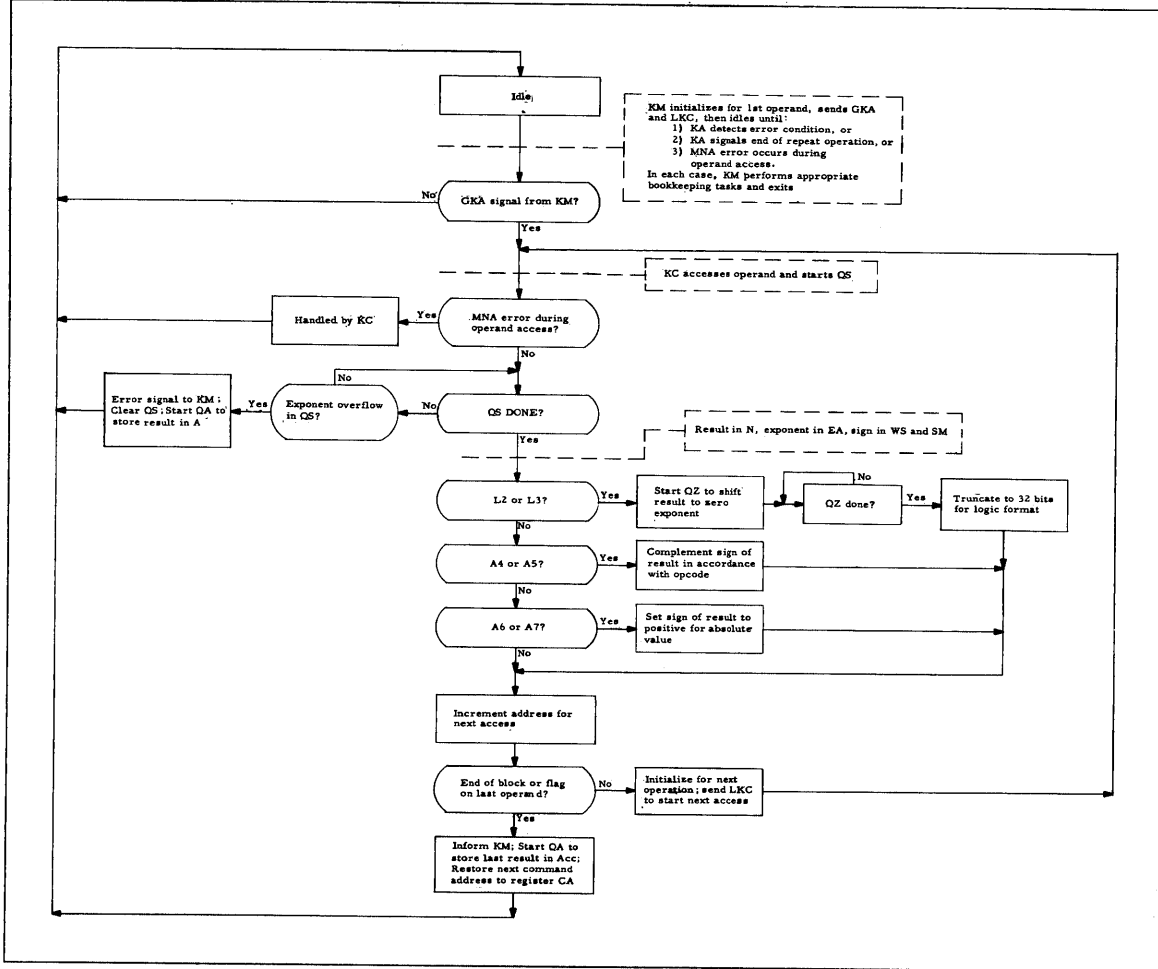 Idle
KM initializes for 1st operand, sends GKA
and LKC, then idles until:
1) KA detects error condition, or
2) KA signals end of repeat operation, or
3) MNA error occurs during
operand access.
In each case, KM performs appropriate
bookkeeping tasks and exits
No
GKA signal from KM?
Yes
KC accesses operand and starts QS
Handled by KC
Yes
MNA error during
operand access?
No
No
Error signal to KM;
Clear QS; Start QA to
store result in A
Yes
Exponent overflow
in QS?
No
QS DONE?
Yes
Result in N, exponent in EA, sign in WS and SM
L2 or L3?
Yes
Start QZ to shift
result to zero
exponent
No
QZ done?
Yes
Truncate to 32 bits
for logic format
No
A4 or A5?
Yes
Complement sign of
result in accordance
with opcode
No
A6 or A7?
Yes
Set sign of result to
positive for absolute
value
No
Increment address for
next access
End of block or flag
on last operand?
No
Initialize for next
operation; send LKC
to start next access
Yes
Inform KM; Start QA to
store last result in Acc;
Restore next command
address to register CA